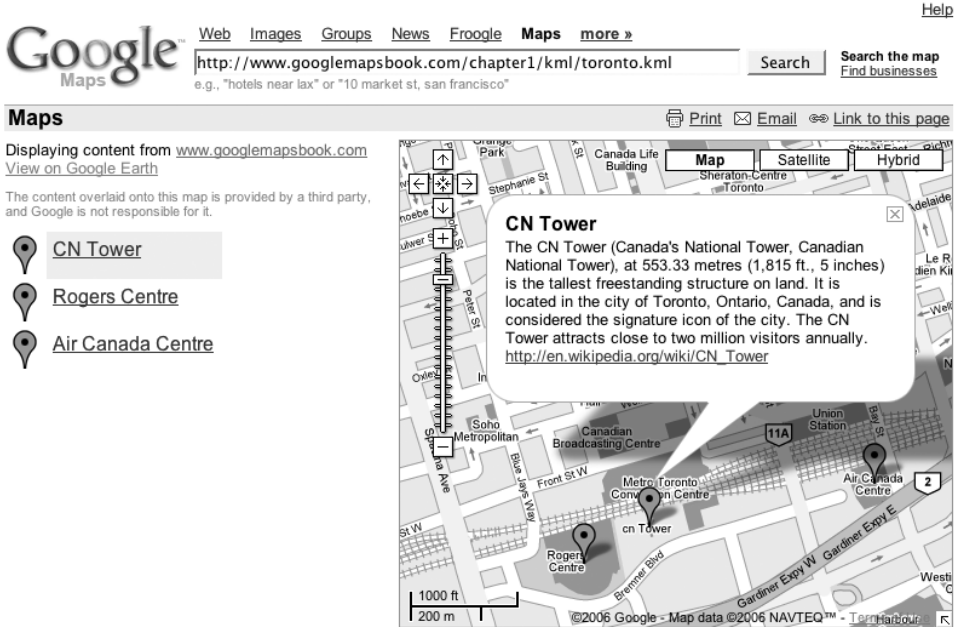 Help
Google™
Maps
Web Images Groups News Froogle Maps more »
http://www.googlemapsbook.com/chapter1/kml/toronto.kml Search
Search the map
Find businesses
e.g., "hotels near lax" or "10 market st, san francisco"
Maps
Print Email Link to this page
Displaying content from www.googlemapsbook.com
View on Google Earth
The content overlaid onto this map is provided by a third party,
and Google is not responsible for it.
CN Tower
Rogers Centre
Air Canada Centre
Park
Canada Life
Building
Map Satellite Hybrid
Sheraton Centre
Toronto
Stephanie St
Adelaide
CN Tower
The CN Tower (Canada's National Tower, Canadian
National Tower), at 553.33 metres (1,815 ft., 5 inches)
is the tallest freestanding structure on land. It is
located in the city of Toronto, Ontario, Canada, and is
considered the signature icon of the city. The CN
Tower attracts close to two million visitors annually.
http://en.wikipedia.org/wiki/CN_Tower
Peter St
Soho
Metropolitan
Spadina Ave
Blue Jays Way
Front St W
Canadian
Broadcasting Centre
11A
Union
Station
Bay St
Air Canada
Centre
2
Metro Toronto
Convention Centre
cn Tower
Rogers
Centre
St W
Bremner Blvd
Gardiner Expy W
Gardiner Expy E
1000 ft
200 m
©2006 Google - Map data ©2006 NAVTEQ™ -
Harbour